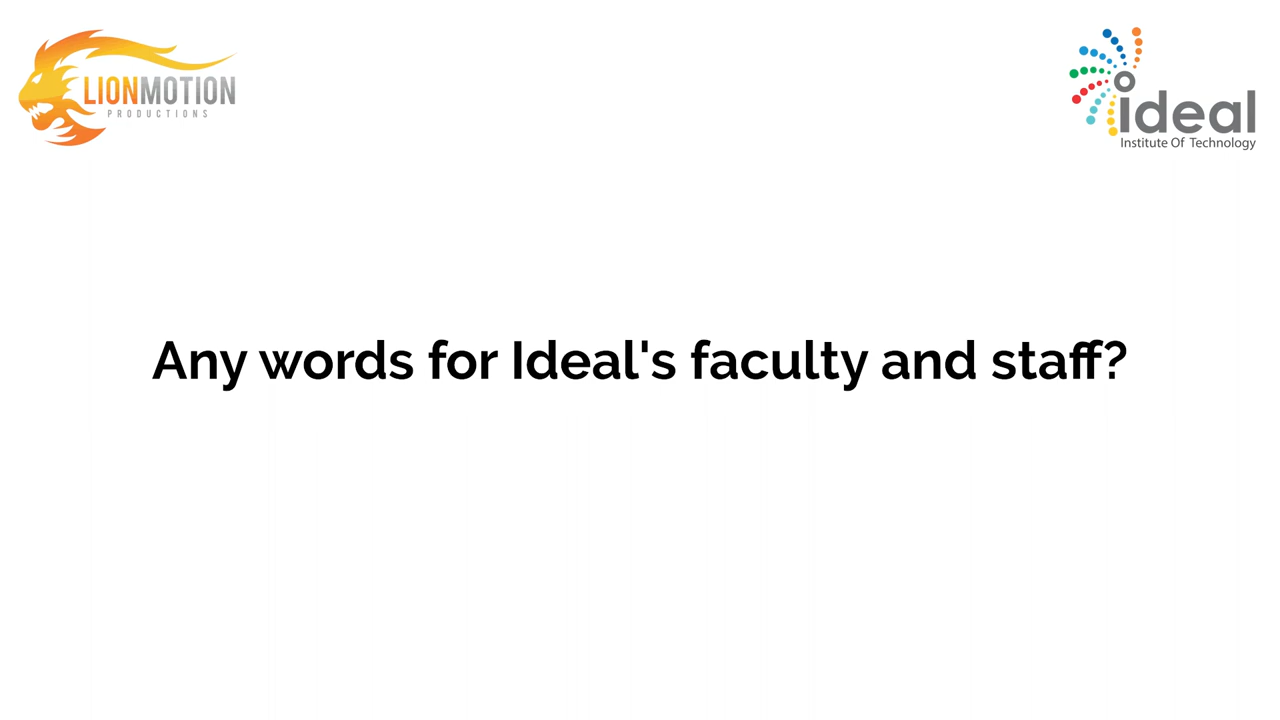 LIONMOTION
PRODUCTIONS
ideal
Institute Of Technology
Any words for Ideal's faculty and staff?